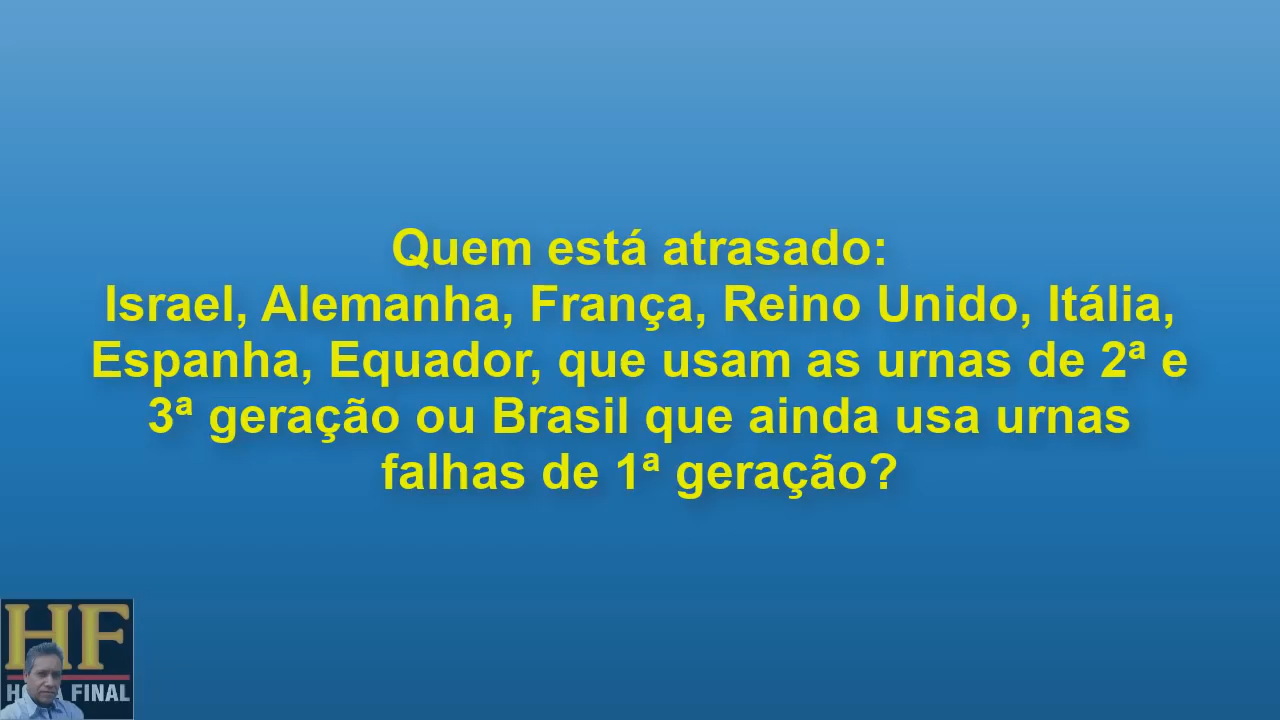 Quem está atrasado:
Israel, Alemanha, França, Reino Unido, Itália,
Espanha, Equador, que usam as urnas de 2ª e
3ª geração ou Brasil que ainda usa urnas
falhas de 1ª geração?
HF
FINAL